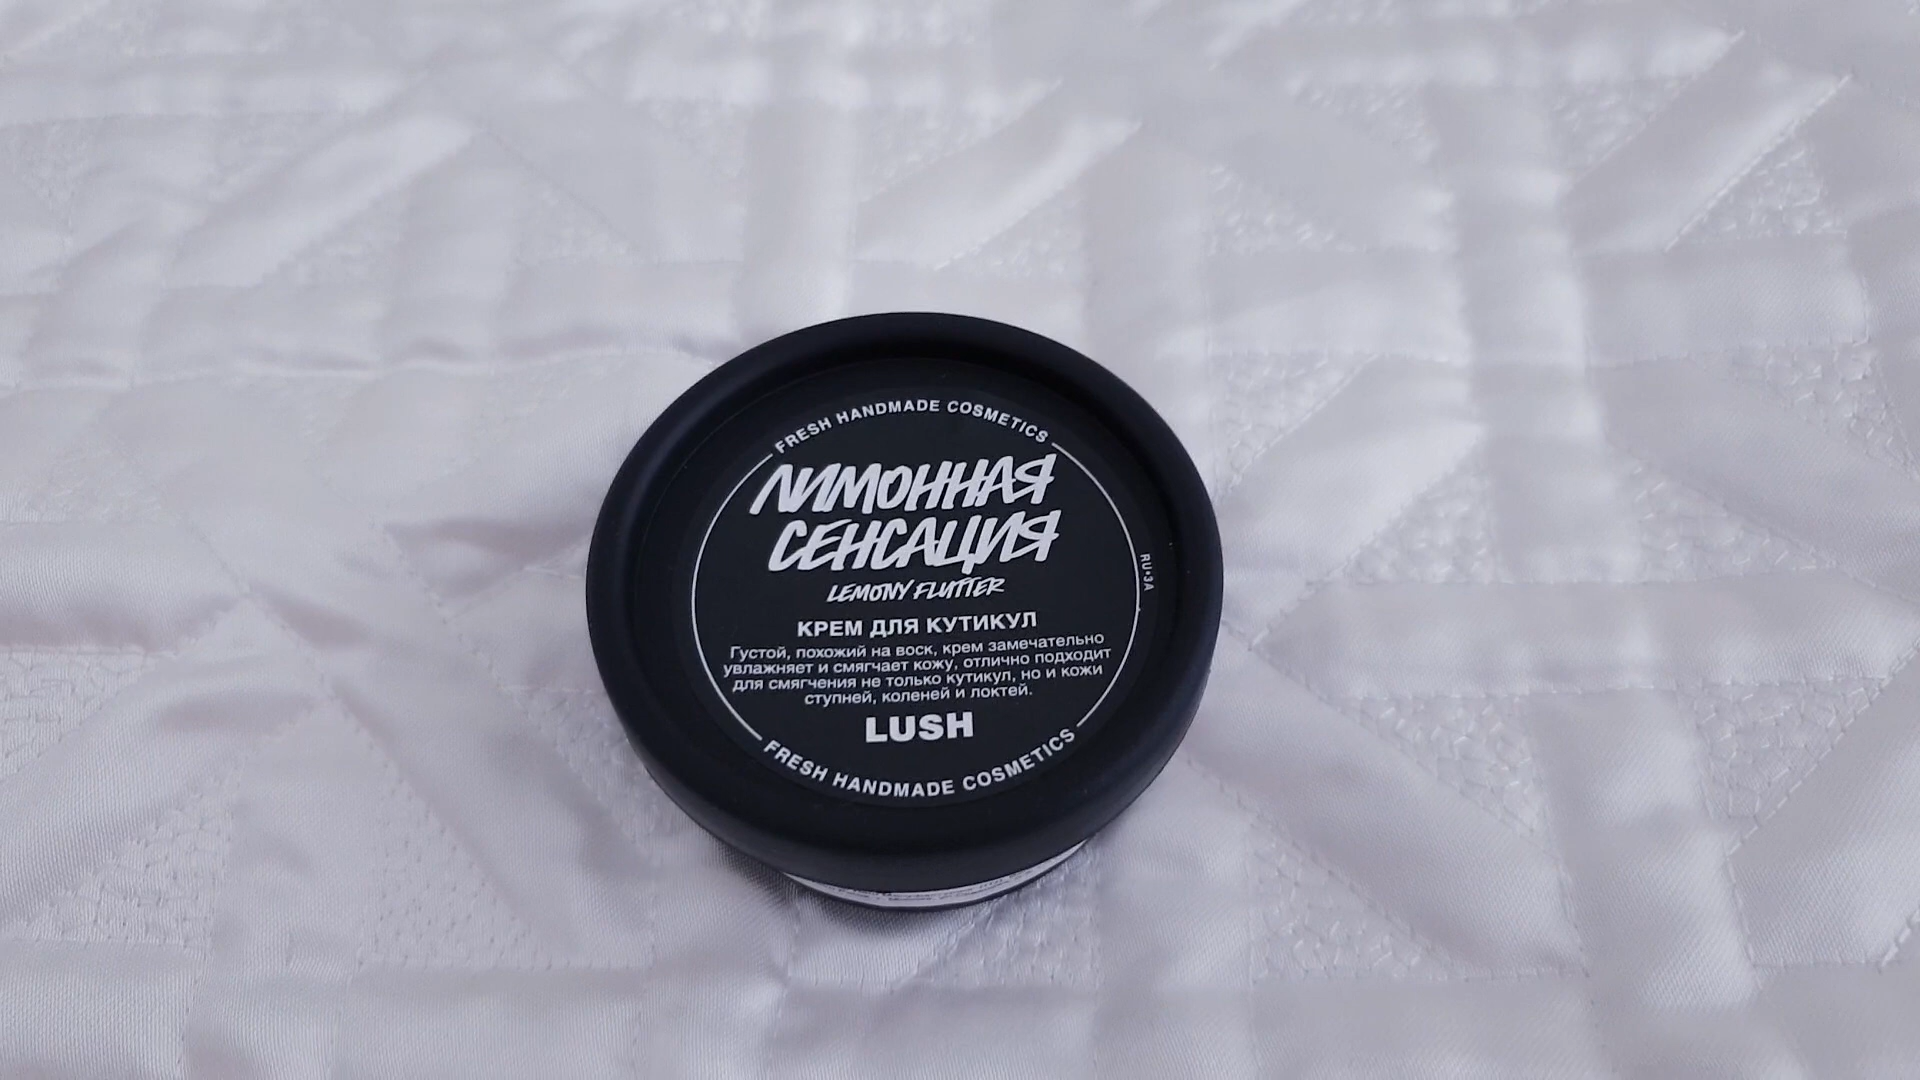 FRESH HANDMADE COSMETICS
ЛИМОННАЯ
СЕНСАЦИЯ
LEMONY FLUTTER
КРЕМ ДЛЯ КУТИКУЛ
Густой, похожий на воск, крем замечательно
увлажняет и смягчает кожу, отлично подходит
для смягчения не только кутикул, но и кожи
ступней, коленей и локтей.
LUSH
FRESH HANDMADE COSMETICS
RU•3A